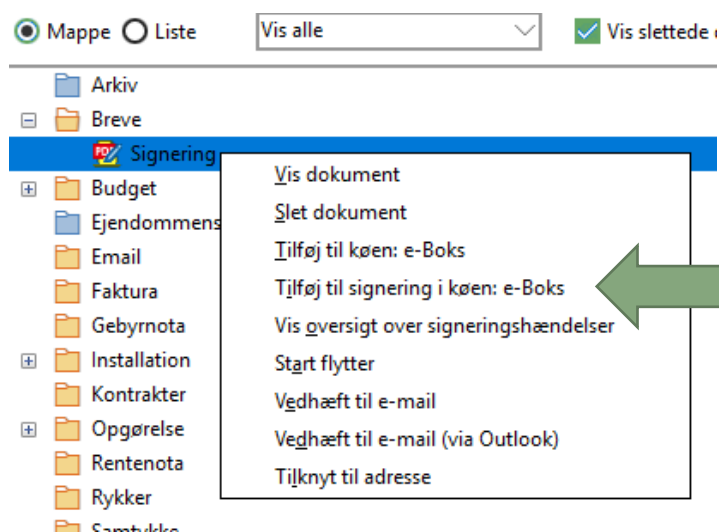 Mappe Liste Vis alle Vis slettede
Arkiv
Breve
Signering
Vis dokument
Slet dokument
Tilføj til køen: e-Boks
Tilføj til signering i køen: e-Boks
Vis oversigt over signeringshændelser
Start flytter
Vedhæft til e-mail
Vedhæft til e-mail (via Outlook)
Tilknyt til adresse
Budget
Ejendommens
Email
Faktura
Gebyrnota
Installation
Kontrakter
Opgørelse
Rentenota
Rykker
Samtykke